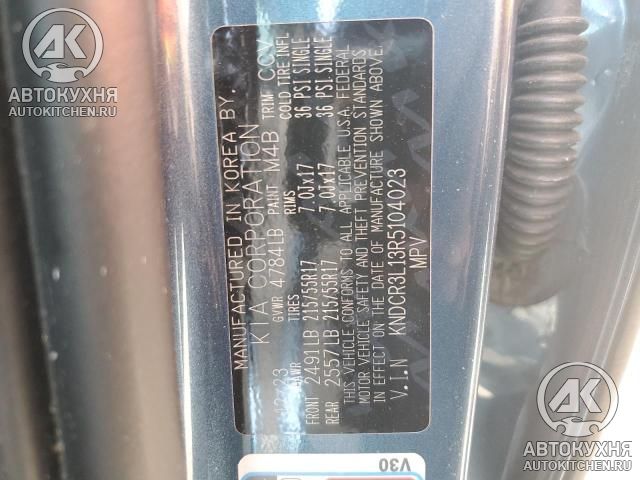 AK
АВТОКУХНЯ
AUTOKITCHEN.RU
MANUFACTURED IN KOREA BY.
KIA CORPORATION
GVWR 4784LB PAINT M4B TRIM CCV
GAWR TIRES RIMS COLD TIRE INFL
FRONT 2491LB 215/55R17 7.0Jx17 36 PSI SINGLE
REAR 2557LB 215/55R17 7.0Jx17 36 PSI SINGLE
THIS VEHICLE CONFORMS TO ALL APPLICABLE U.S.A. FEDERAL
MOTOR VEHICLE SAFETY AND THEFT PREVENTION STANDARDS
IN EFFECT ON THE DATE OF MANUFACTURE SHOWN ABOVE.
V.I.N KNDCR3L13R5104023
MPV
V30
AK
АВТОКУХНЯ
AUTOKITCHEN.RU